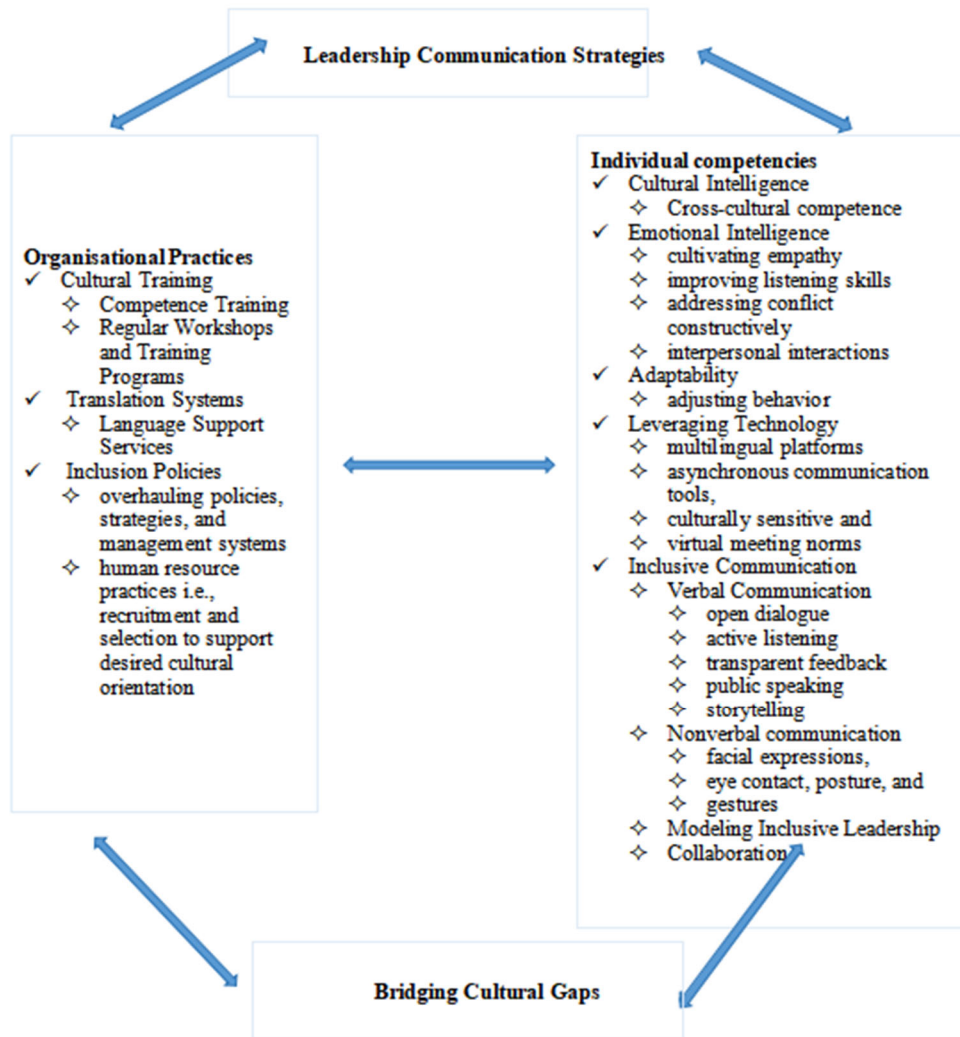 Leadership Communication Strategies
Organisational Practices
✓ Cultural Training
✧ Competence Training
✧ Regular Workshops
and Training
Programs
✓ Translation Systems
✧ Language Support
Services
✓ Inclusion Policies
✧ overhauling policies,
strategies, and
management systems
✧ human resource
practices i.e.,
recruitment and
selection to support
desired cultural
orientation
Individual competencies
✓ Cultural Intelligence
✧ Cross-cultural competence
✓ Emotional Intelligence
✧ cultivating empathy
✧ improving listening skills
✧ addressing conflict
constructively
✧ interpersonal interactions
✓ Adaptability
✧ adjusting behavior
✓ Leveraging Technology
✧ multilingual platforms
✧ asynchronous communication
tools,
✧ culturally sensitive and
✧ virtual meeting norms
✓ Inclusive Communication
✧ Verbal Communication
✧ open dialogue
✧ active listening
✧ transparent feedback
✧ public speaking
✧ storytelling
✧ Nonverbal communication
✧ facial expressions,
✧ eye contact, posture, and
✧ gestures
✧ Modeling Inclusive Leadership
✧ Collaboration
Bridging Cultural Gaps